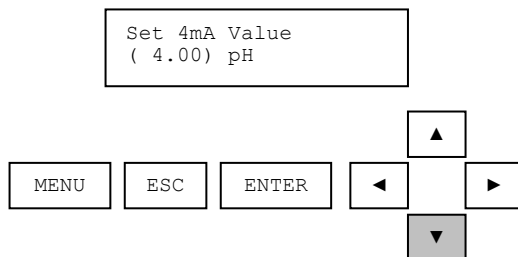 Set 4mA Value
( 4.00) pH
▲
MENU ESC ENTER ◄ ►
▼